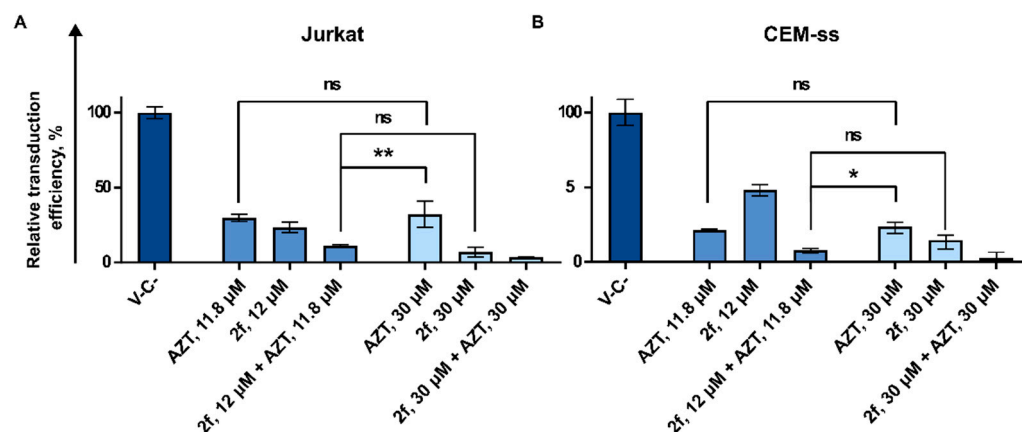 A
Jurkat
Relative transduction
efficiency, %
100
50
0
ns
ns
**
V-C-
AZT, 11.8 µM
2f, 12 µM
2f, 12 µM + AZT, 11.8 µM
AZT, 30 µM
2f, 30 µM
2f, 30 µM + AZT, 30 µM
B
CEM-ss
100
5
0
ns
ns
*
V-C-
AZT, 11.8 µM
2f, 12 µM
2f, 12 µM + AZT, 11.8 µM
AZT, 30 µM
2f, 30 µM
2f, 30 µM + AZT, 30 µM